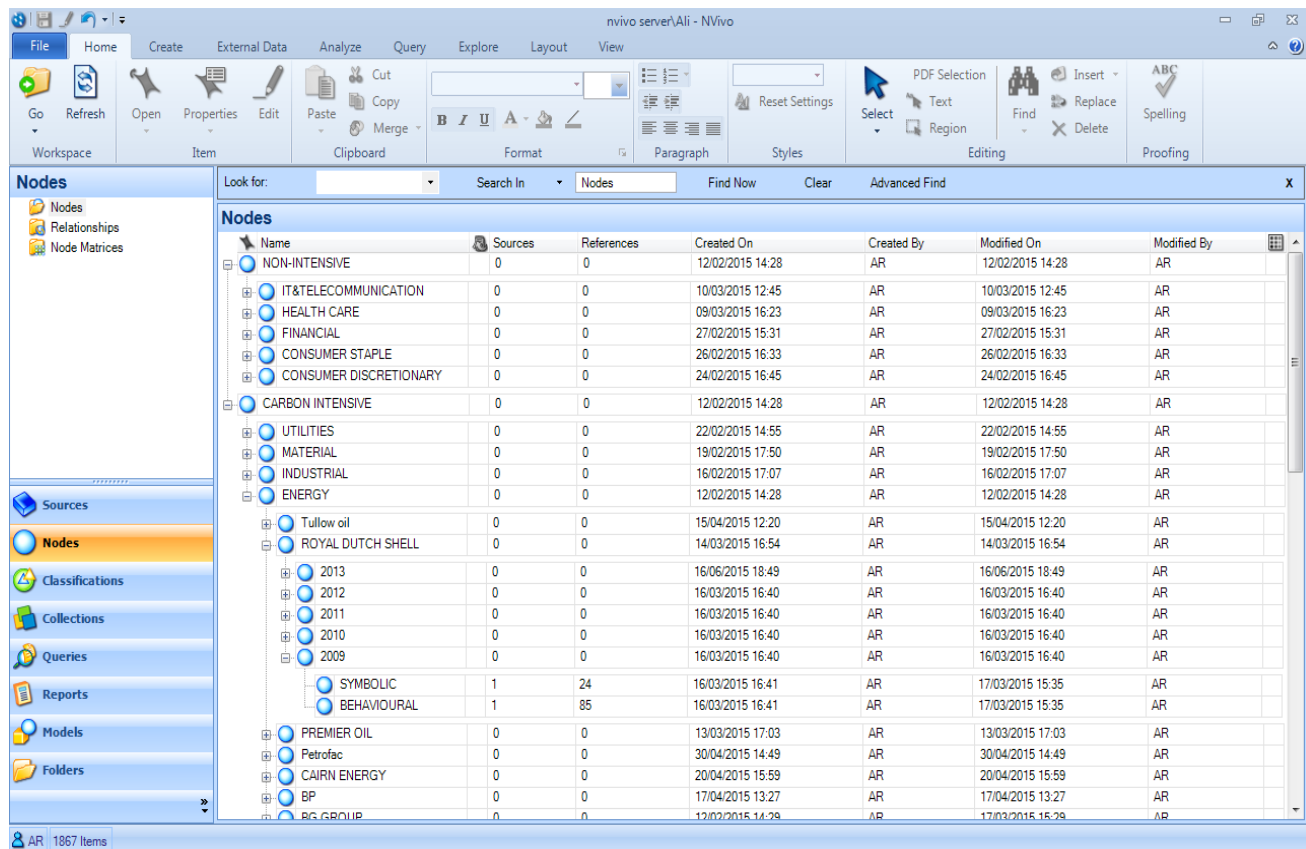 nvivo server\Ali - NVivo
File Home Create External Data Analyze Query Explore Layout View
Go Refresh Open Properties Edit Paste Cut Copy Merge
B I U A
Reset Settings
Select PDF Selection Text Region Find Insert Replace Delete
ABC Spelling
Workspace Item Clipboard Format Paragraph Styles Editing Proofing
Nodes
Nodes
Relationships
Node Matrices
Sources
Nodes
Classifications
Collections
Queries
Reports
Models
Folders
»
Look for: Search In Nodes Find Now Clear Advanced Find X
Nodes
Name Sources References Created On Created By Modified On Modified By
NON-INTENSIVE 0 0 12/02/2015 14:28 AR 12/02/2015 14:28 AR
IT&TELECOMMUNICATION 0 0 10/03/2015 12:45 AR 10/03/2015 12:45 AR
HEALTH CARE 0 0 09/03/2015 16:23 AR 09/03/2015 16:23 AR
FINANCIAL 0 0 27/02/2015 15:31 AR 27/02/2015 15:31 AR
CONSUMER STAPLE 0 0 26/02/2015 16:33 AR 26/02/2015 16:33 AR
CONSUMER DISCRETIONARY 0 0 24/02/2015 16:45 AR 24/02/2015 16:45 AR
CARBON INTENSIVE 0 0 12/02/2015 14:28 AR 12/02/2015 14:28 AR
UTILITIES 0 0 22/02/2015 14:55 AR 22/02/2015 14:55 AR
MATERIAL 0 0 19/02/2015 17:50 AR 19/02/2015 17:50 AR
INDUSTRIAL 0 0 16/02/2015 17:07 AR 16/02/2015 17:07 AR
ENERGY 0 0 12/02/2015 14:28 AR 12/02/2015 14:28 AR
Tullow oil 0 0 15/04/2015 12:20 AR 15/04/2015 12:20 AR
ROYAL DUTCH SHELL 0 0 14/03/2015 16:54 AR 14/03/2015 16:54 AR
2013 0 0 16/06/2015 18:49 AR 16/06/2015 18:49 AR
2012 0 0 16/03/2015 16:40 AR 16/03/2015 16:40 AR
2011 0 0 16/03/2015 16:40 AR 16/03/2015 16:40 AR
2010 0 0 16/03/2015 16:40 AR 16/03/2015 16:40 AR
2009 0 0 16/03/2015 16:40 AR 16/03/2015 16:40 AR
SYMBOLIC 1 24 16/03/2015 16:41 AR 17/03/2015 15:35 AR
BEHAVIOURAL 1 85 16/03/2015 16:41 AR 17/03/2015 15:35 AR
PREMIER OIL 0 0 13/03/2015 17:03 AR 13/03/2015 17:03 AR
Petrofac 0 0 30/04/2015 14:49 AR 30/04/2015 14:49 AR
CAIRN ENERGY 0 0 20/04/2015 15:59 AR 20/04/2015 15:59 AR
BP 0 0 17/04/2015 13:27 AR 17/04/2015 13:27 AR
BG GROUP 0 0 12/02/2015 14:29 AR 17/03/2015 15:29 AR
AR 1867 Items